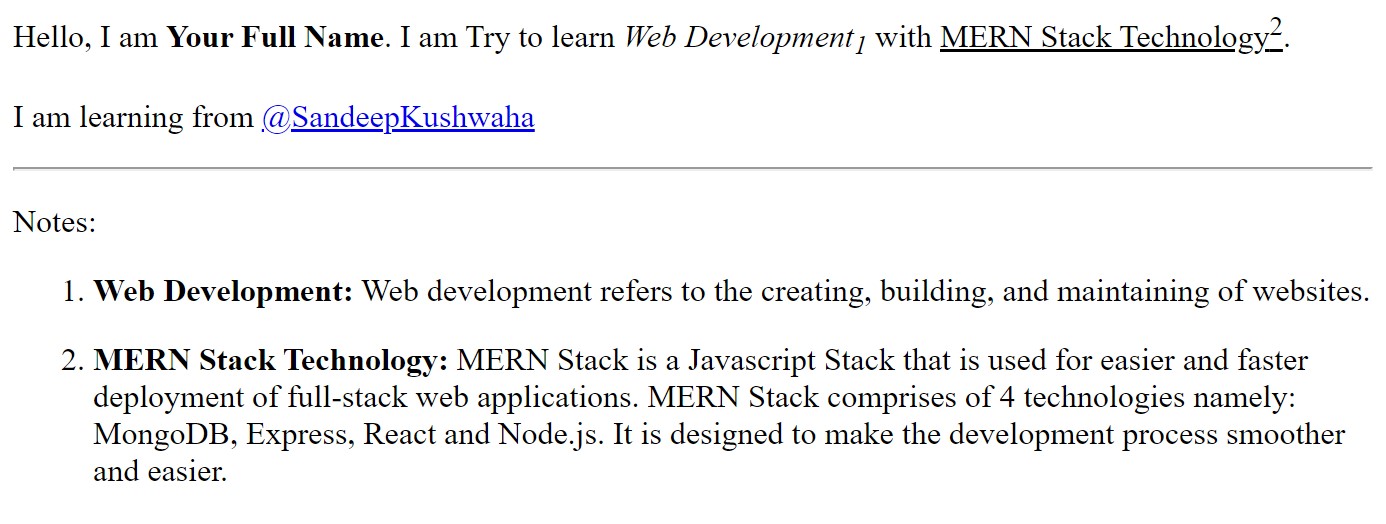 Hello, I am Your Full Name. I am Try to learn Web Development1 with MERN Stack Technology2.
I am learning from @SandeepKushwaha
Notes:
1. Web Development: Web development refers to the creating, building, and maintaining of websites.
2. MERN Stack Technology: MERN Stack is a Javascript Stack that is used for easier and faster
deployment of full-stack web applications. MERN Stack comprises of 4 technologies namely:
MongoDB, Express, React and Node.js. It is designed to make the development process smoother
and easier.